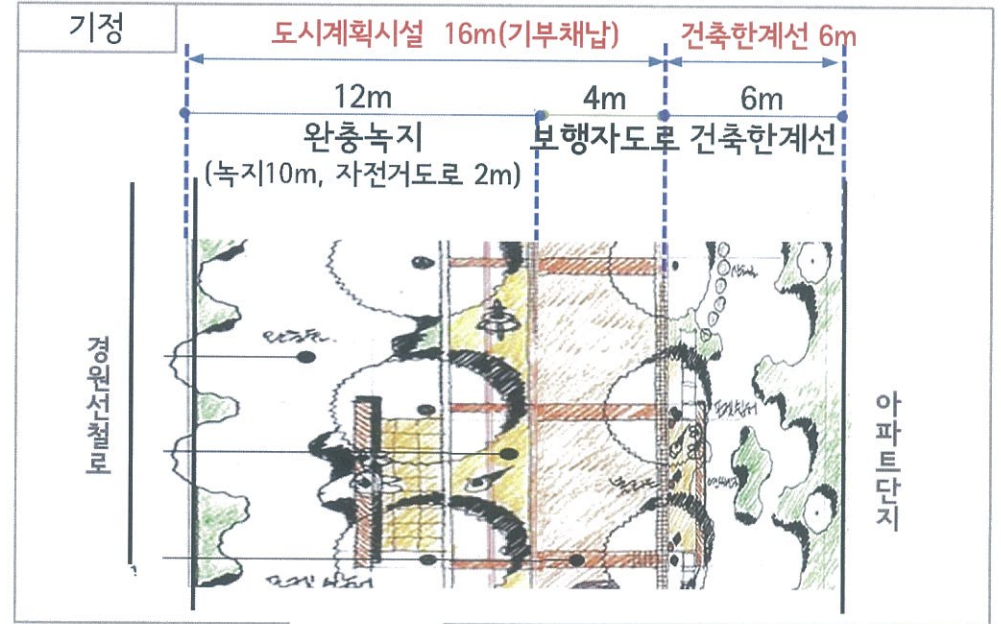 기정
도시계획시설 16m(기부채납)
건축한계선 6m
12m
4m
6m
완충녹지
보행자도로
건축한계선
(녹지10m, 자전거도로 2m)
경원선철로
아파트단지